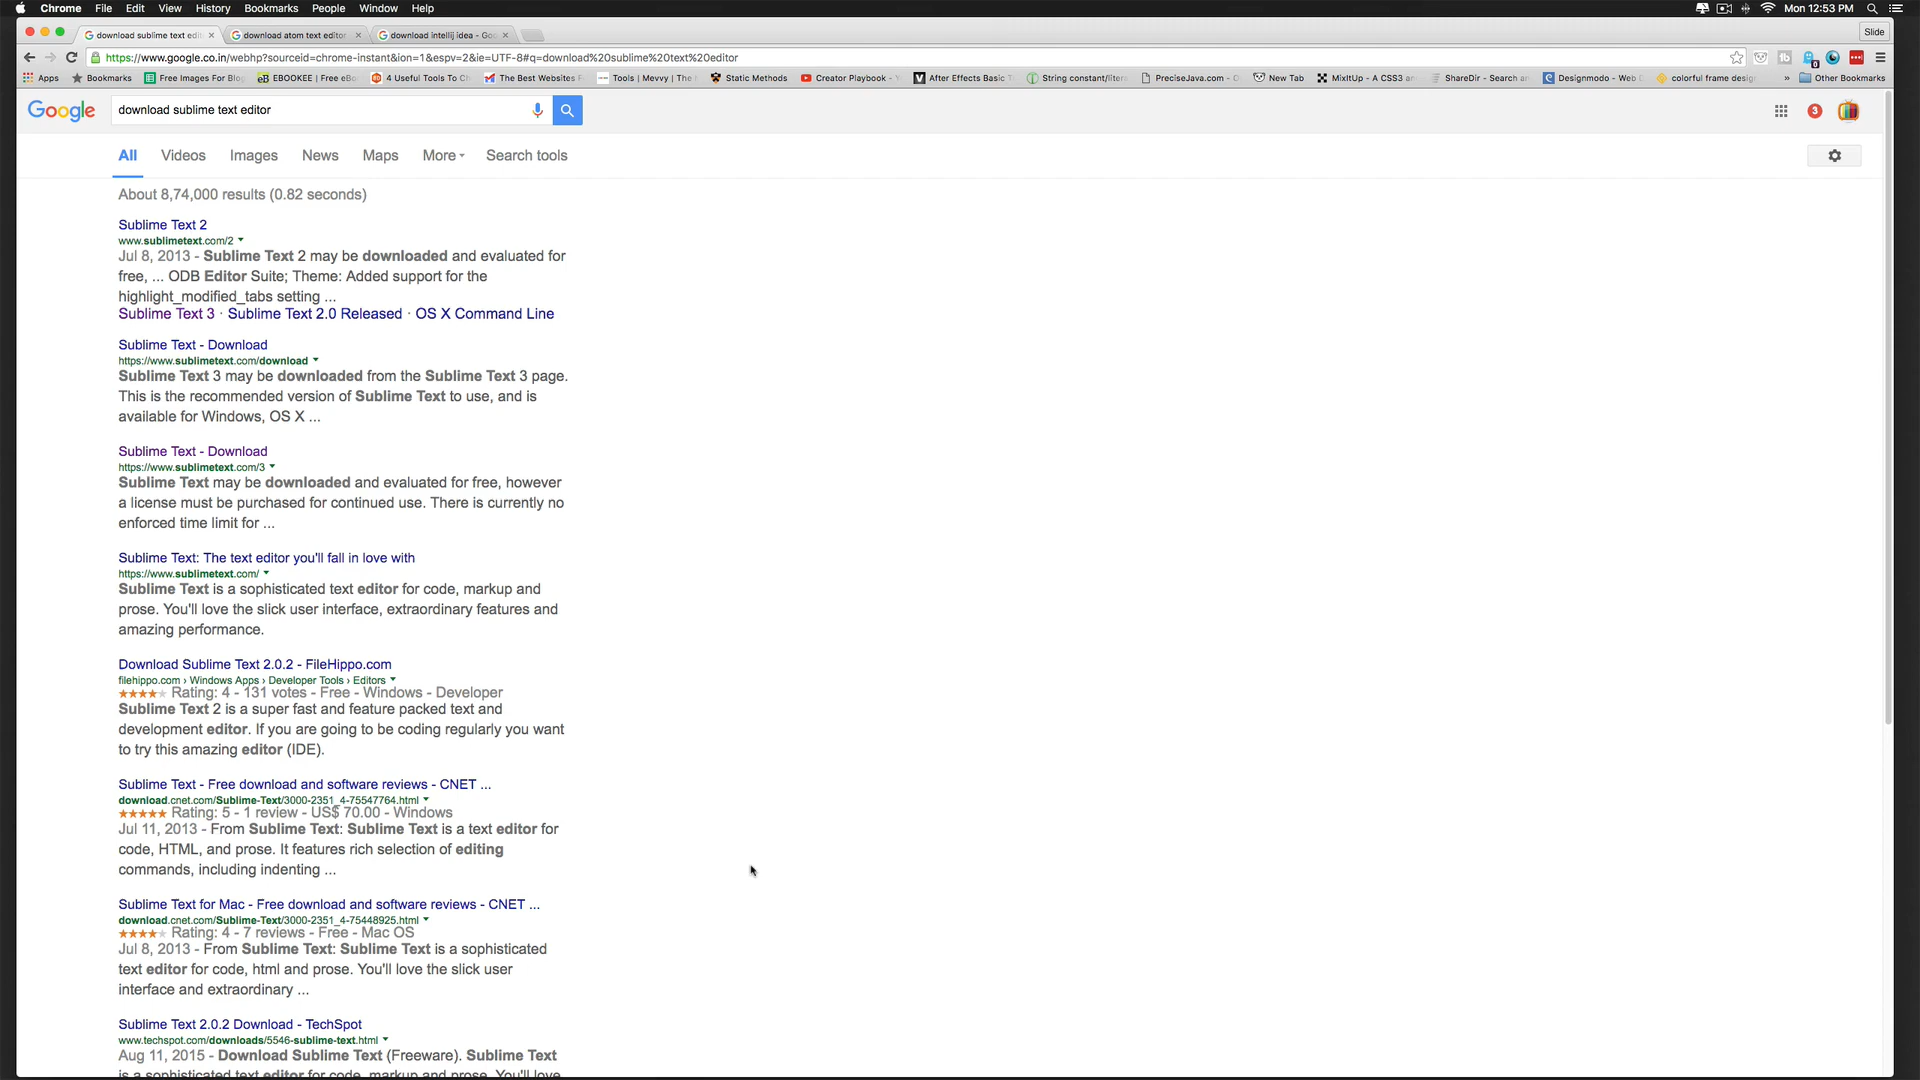 Chrome File Edit View History Bookmarks People Window Help Mon 12:53 PM
download sublime text edit download atom text editor download intellij idea - Goo Slide
https://www.google.co.in/webhp?sourceid=chrome-instant&ion=1&espv=2&ie=UTF-8#q=download%20sublime%20text%20editor
Apps Bookmarks Free Images For Blog EBOOKEE | Free eBo 4 Useful Tools To Ch The Best Websites F Tools | Mevvy | The Static Methods Creator Playbook - Y After Effects Basic T String constant/litera PreciseJava.com - O New Tab MixItUp - A CSS3 an ShareDir - Search an Designmodo - Web D colorful frame design » Other Bookmarks
Google download sublime text editor 3
All Videos Images News Maps More Search tools
About 8,74,000 results (0.82 seconds)
Sublime Text 2
www.sublimetext.com/2
Jul 8, 2013 - Sublime Text 2 may be downloaded and evaluated for
free, ... ODB Editor Suite; Theme: Added support for the
highlight_modified_tabs setting ...
Sublime Text 3 · Sublime Text 2.0 Released · OS X Command Line
Sublime Text - Download
https://www.sublimetext.com/download
Sublime Text 3 may be downloaded from the Sublime Text 3 page.
This is the recommended version of Sublime Text to use, and is
available for Windows, OS X ...
Sublime Text - Download
https://www.sublimetext.com/3
Sublime Text may be downloaded and evaluated for free, however
a license must be purchased for continued use. There is currently no
enforced time limit for ...
Sublime Text: The text editor you'll fall in love with
https://www.sublimetext.com/
Sublime Text is a sophisticated text editor for code, markup and
prose. You'll love the slick user interface, extraordinary features and
amazing performance.
Download Sublime Text 2.0.2 - FileHippo.com
filehippo.com › Windows Apps › Developer Tools › Editors
Rating: 4 - 131 votes - Free - Windows - Developer
Sublime Text 2 is a super fast and feature packed text and
development editor. If you are going to be coding regularly you want
to try this amazing editor (IDE).
Sublime Text - Free download and software reviews - CNET ...
download.cnet.com/Sublime-Text/3000-2351_4-75547764.html
Rating: 5 - 1 review - US$ 70.00 - Windows
Jul 11, 2013 - From Sublime Text: Sublime Text is a text editor for
code, HTML, and prose. It features rich selection of editing
commands, including indenting ...
Sublime Text for Mac - Free download and software reviews - CNET ...
download.cnet.com/Sublime-Text/3000-2351_4-75448925.html
Rating: 4 - 7 reviews - Free - Mac OS
Jul 8, 2013 - From Sublime Text: Sublime Text is a sophisticated
text editor for code, html and prose. You'll love the slick user
interface and extraordinary ...
Sublime Text 2.0.2 Download - TechSpot
www.techspot.com/downloads/5546-sublime-text.html
Aug 11, 2015 - Download Sublime Text (Freeware). Sublime Text
is a sophisticated text editor for code, markup and prose. You'll love